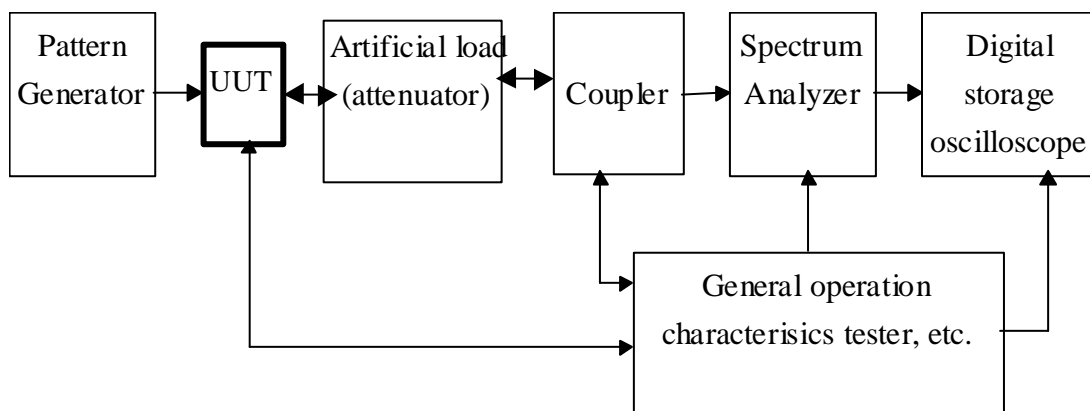 Pattern
Generator
UUT
Artificial load
(attenuator)
Coupler
Spectrum
Analyzer
Digital
storage
oscilloscope
General operation
characterisics tester, etc.